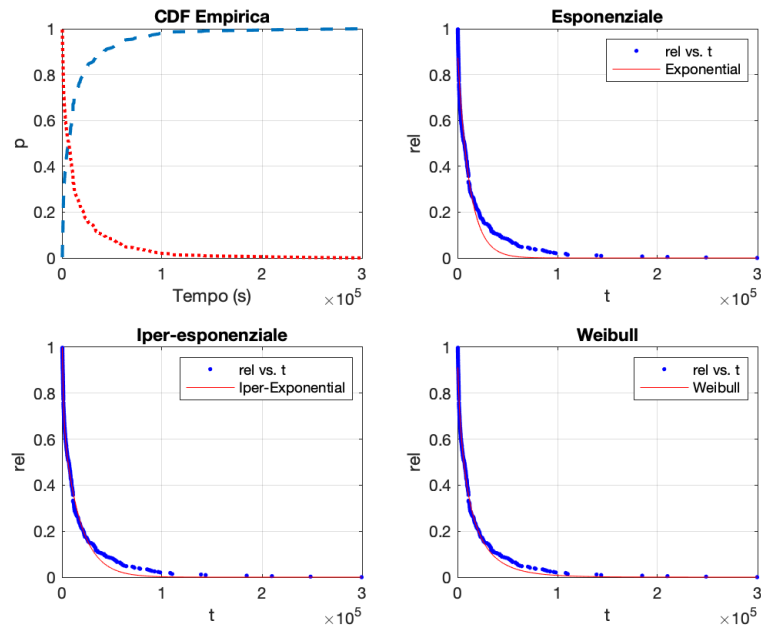 CDF Empirica
1
0.8
0.6
0.4
0.2
0
p
0 1 2 3
Tempo (s)
×10^5
Esponenziale
1
0.8
0.6
0.4
0.2
0
rel
rel vs. t
Exponential
0 1 2 3
t
×10^5
Iper-esponenziale
1
0.8
0.6
0.4
0.2
0
rel
rel vs. t
Iper-Exponential
0 1 2 3
t
×10^5
Weibull
1
0.8
0.6
0.4
0.2
0
rel
rel vs. t
Weibull
0 1 2 3
t
×10^5